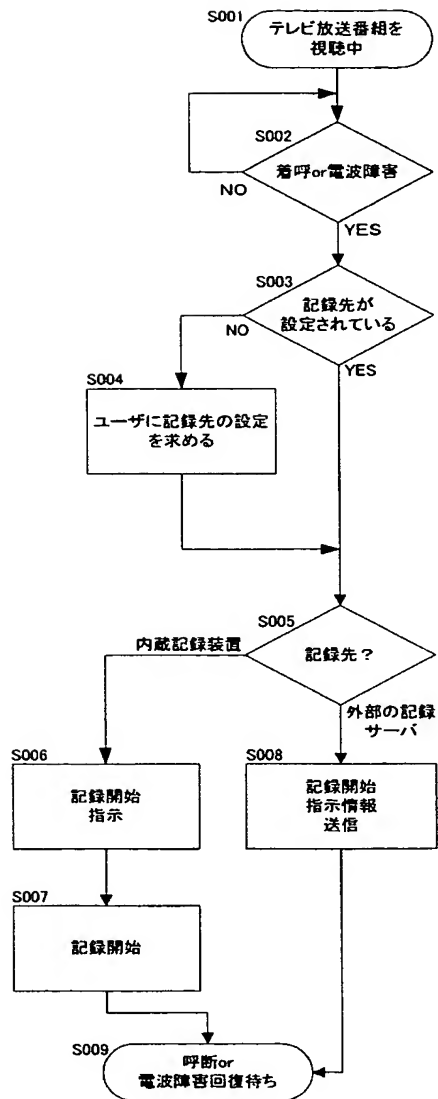 S001
テレビ放送番組を
視聴中
S002
着呼or電波障害
NO
YES
S003
記録先が
設定されている
NO
YES
S004
ユーザに記録先の設定
を求める
S005
記録先？
内蔵記録装置
外部の記録
サーバ
S006
記録開始
指示
S008
記録開始
指示情報
送信
S007
記録開始
S009
呼断or
電波障害回復待ち